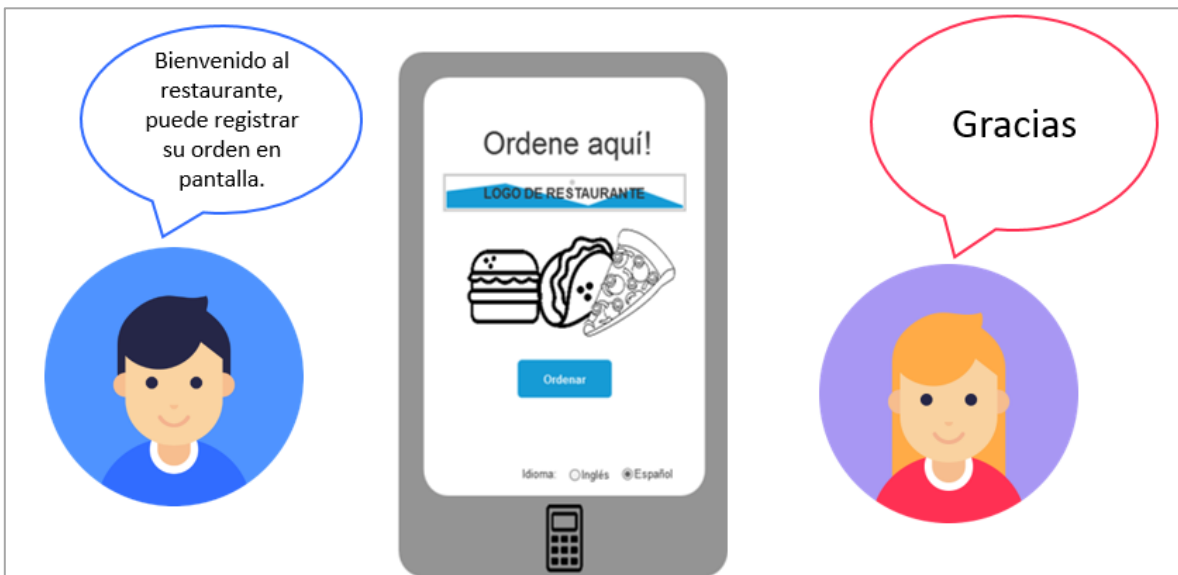 Bienvenido al
restaurante,
puede registrar
su orden en
pantalla.
Ordene aquí!
LOGO DE RESTAURANTE
Ordenar
Idioma: Inglés Español
Gracias